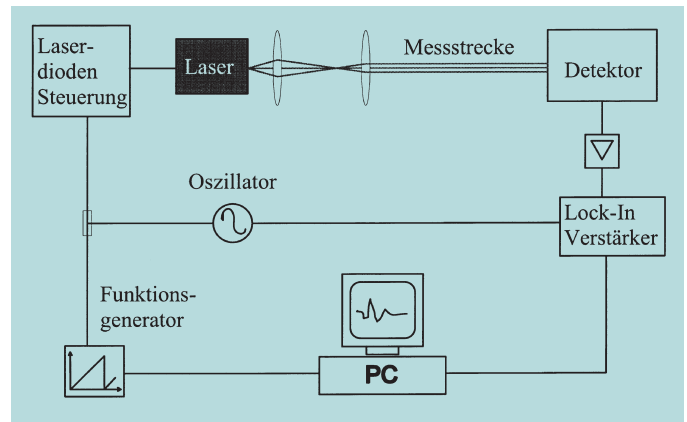 Laser-
dioden
Steuerung
Laser
Messstrecke
Detektor
Oszillator
Lock-In
Verstärker
Funktions-
generator
PC